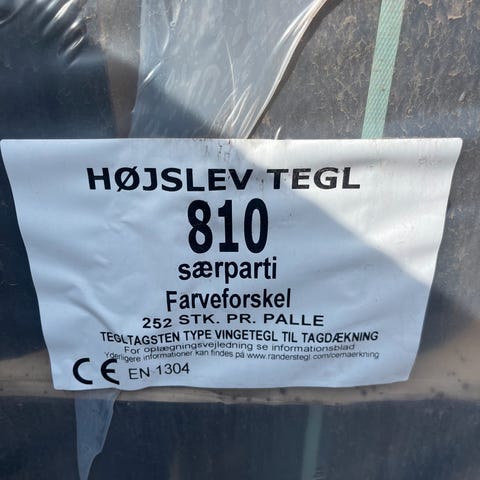 HØJSLEV TEGL
810
særparti
Farveforskel
252 STK. PR. PALLE
TEGLTAGSTEN TYPE VINGETEGL TIL TAGDÆKNING
For oplægningsvejledning se informationsblad
Yderligere informationer kan findes på www.randerstegl.com/cemaerkning
CE EN 1304